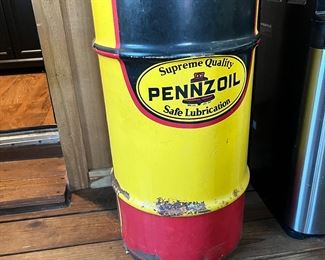 Supreme Quality
PENNZOIL
Safe Lubrication